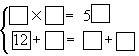 □ × □ = 5□
12 + □ = □ + □